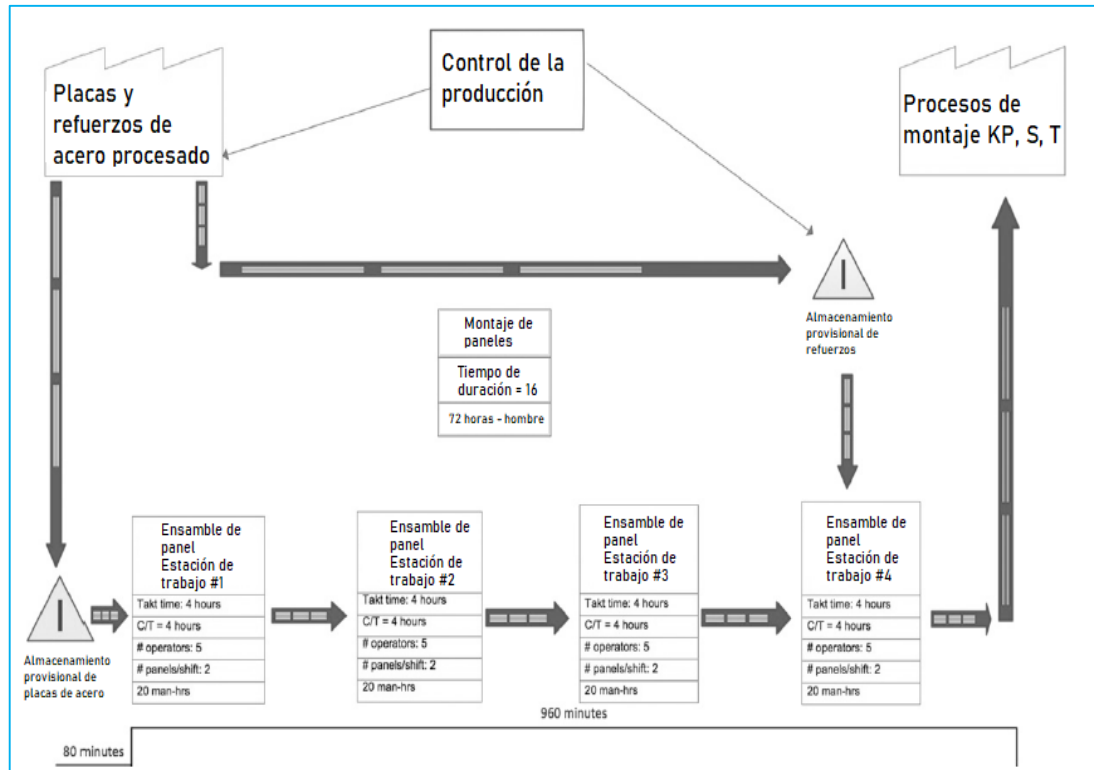 Placas y
refuerzos de
acero procesado
Control de la
producción
Procesos de
montaje KP, S, T
I
Almacenamiento
provisional de
refuerzos
Montaje de
paneles
Tiempo de
duración = 16
72 horas - hombre
Ensamble de
panel
Estación de
trabajo #1
Takt time: 4 hours
C/T = 4 hours
# operators: 5
# panels/shift: 2
20 man-hrs
Ensamble de
panel
Estación de
trabajo #2
Takt time: 4 hours
C/T = 4 hours
# operators: 5
# panels/shift: 2
20 man-hrs
Ensamble de
panel
Estación de
trabajo #3
Takt time: 4 hours
C/T = 4 hours
# operators: 5
# panels/shift: 2
20 man-hrs
Ensamble de
panel
Estación de
trabajo #4
Takt time: 4 hours
C/T = 4 hours
# operators: 5
# panels/shift: 2
20 man-hrs
I
Almacenamiento
provisional de
placas de acero
960 minutes
80 minutes